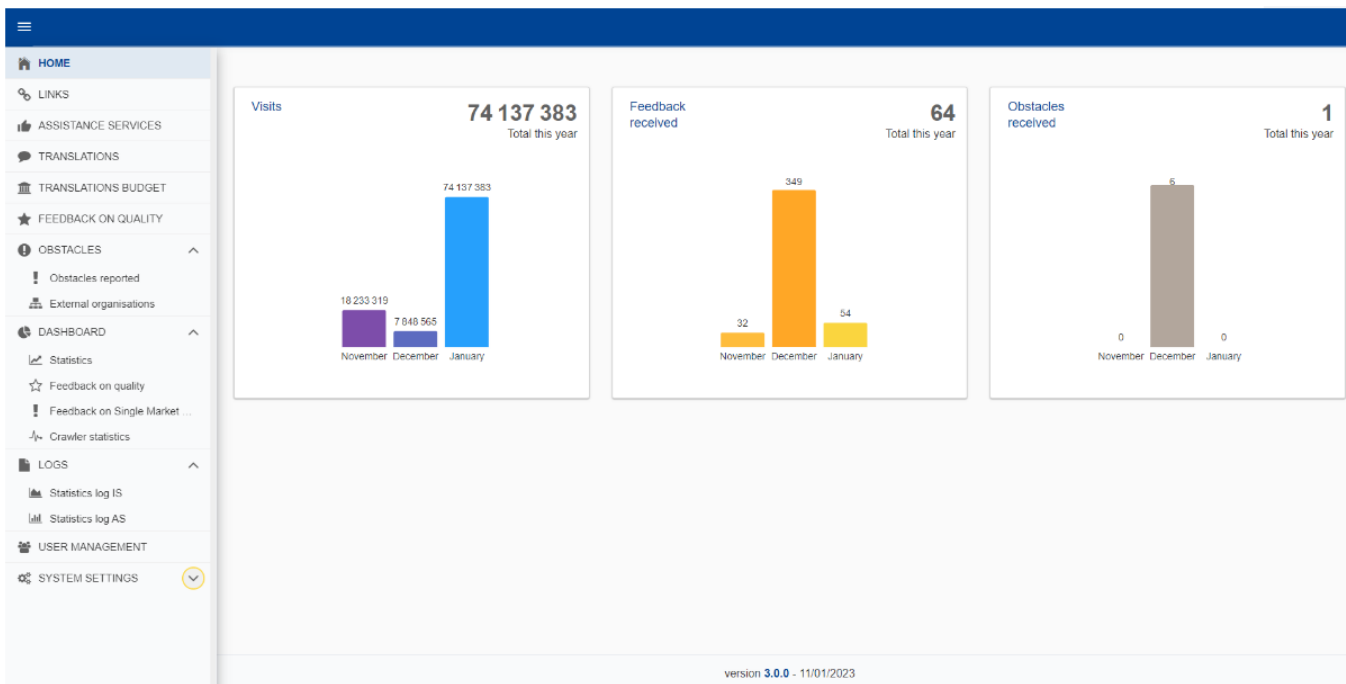 HOME
LINKS
ASSISTANCE SERVICES
TRANSLATIONS
TRANSLATIONS BUDGET
FEEDBACK ON QUALITY
OBSTACLES
Obstacles reported
External organisations
DASHBOARD
Statistics
Feedback on quality
Feedback on Single Market ...
Crawler statistics
LOGS
Statistics log IS
Statistics log AS
USER MANAGEMENT
SYSTEM SETTINGS
Visits
74 137 383
Total this year
74 137 383
18 233 319
7 848 565
November December January
Feedback
received
64
Total this year
349
32
54
November December January
Obstacles
received
1
Total this year
6
0
0
November December January
version 3.0.0 - 11/01/2023